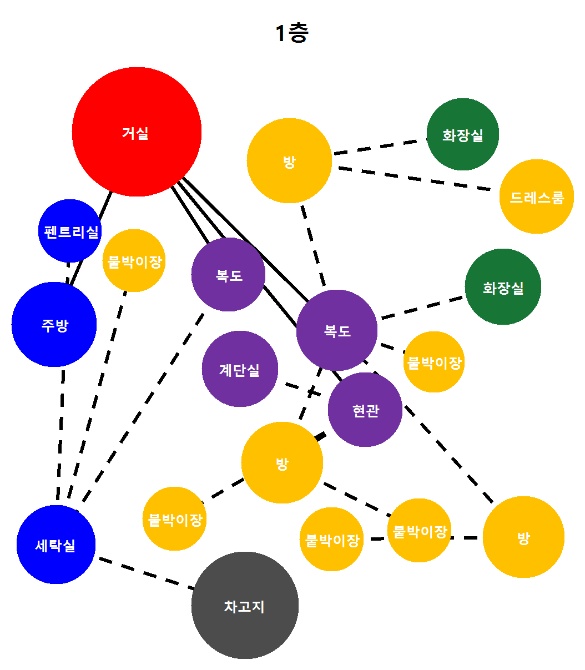 1층
거실
화장실
방
드레스룸
펜트리실
붙박이장
복도
화장실
주방
복도
계단실
붙박이장
현관
방
붙박이장
붙박이장
붙박이장
방
세탁실
차고지